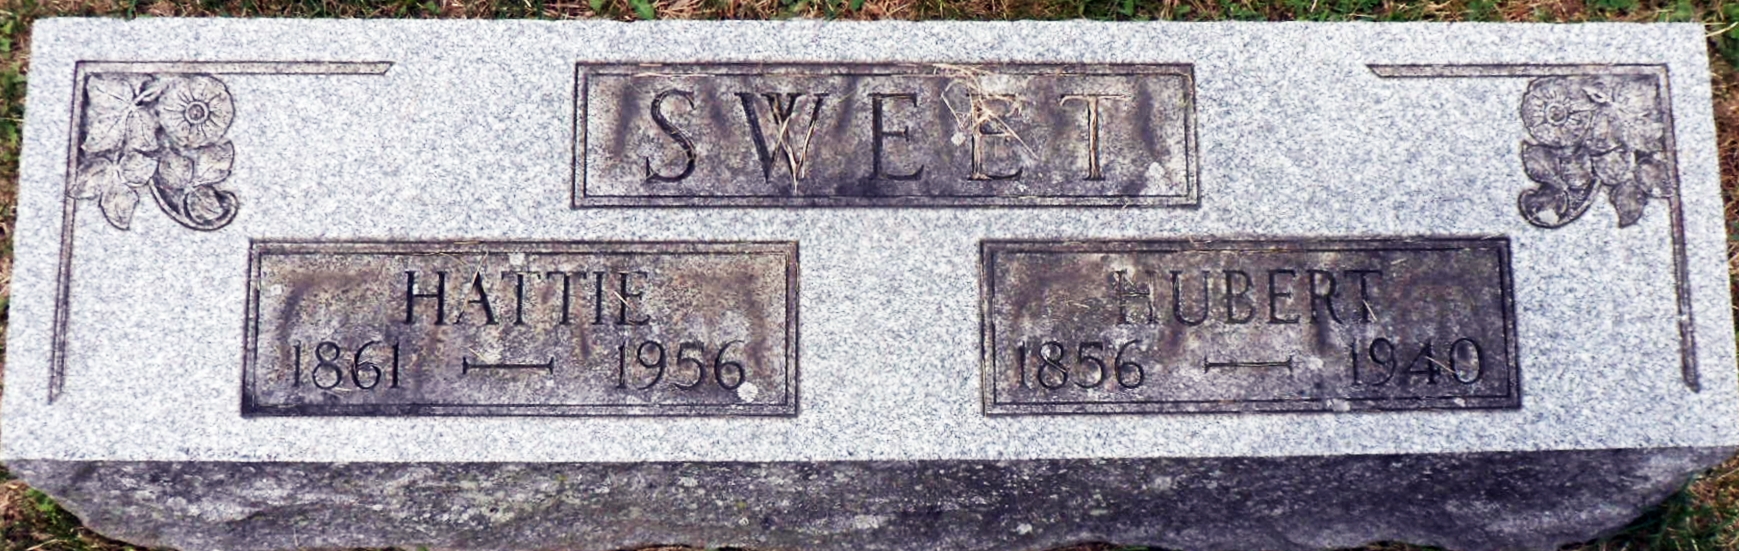 SWEET
HATTIE
1861 — 1956
HUBERT
1856 — 1940